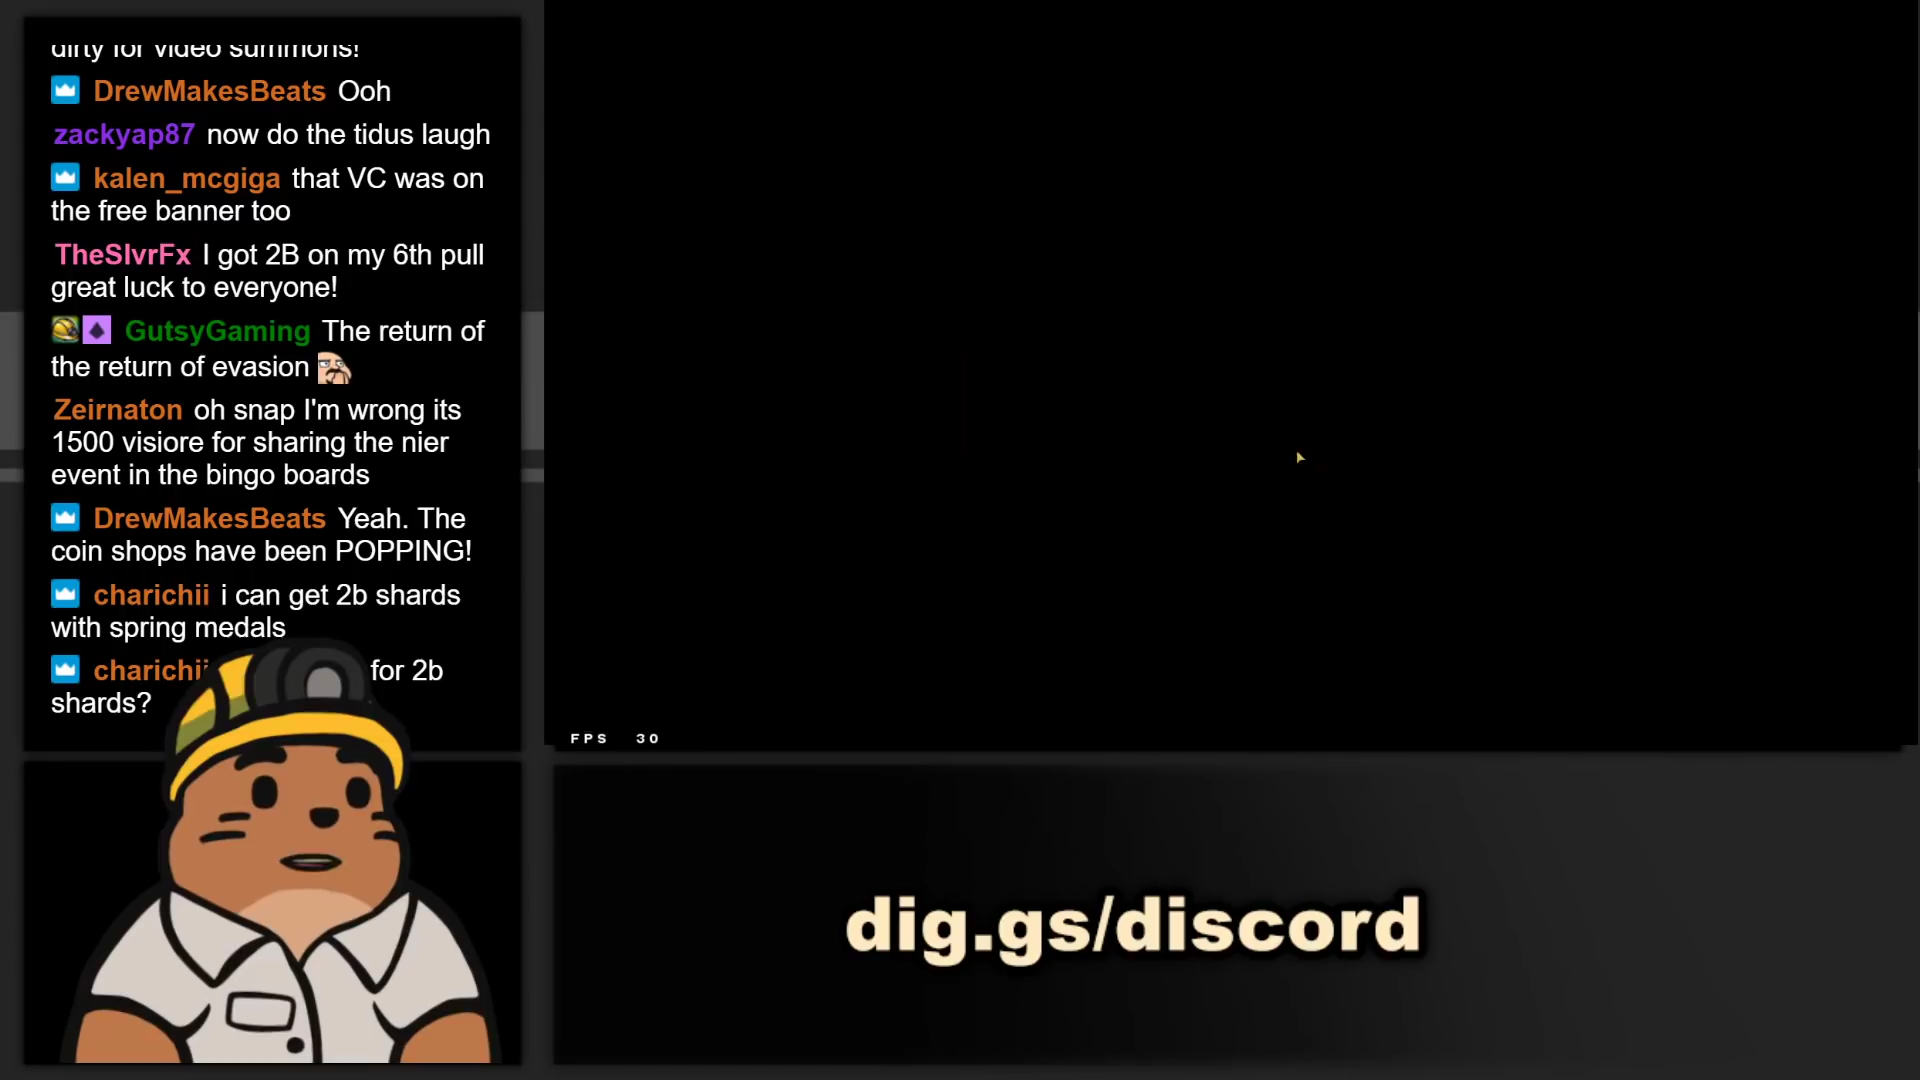 dirty for video summons!
DrewMakesBeats Ooh
zackyap87 now do the tidus laugh
kalen_mcgiga that VC was on
the free banner too
TheSlvrFx I got 2B on my 6th pull
great luck to everyone!
GutsyGaming The return of
the return of evasion
Zeirnaton oh snap I'm wrong its
1500 visiore for sharing the nier
event in the bingo boards
DrewMakesBeats Yeah. The
coin shops have been POPPING!
charichii i can get 2b shards
with spring medals
charichii for 2b
shards?
FPS 30
dig.gs/discord